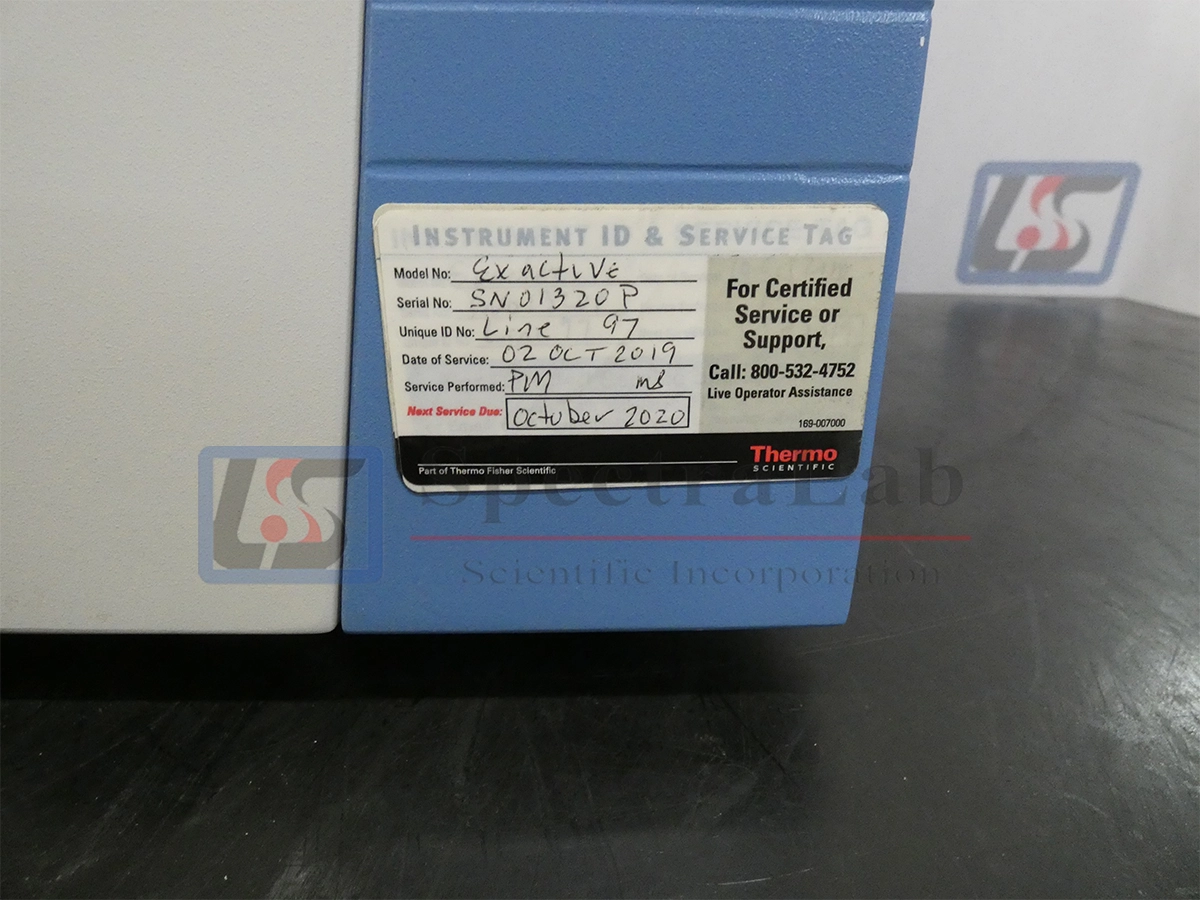 INSTRUMENT ID & SERVICE TAG
Model No: Exactive
Serial No: SN01320P
Unique ID No: Line 97
Date of Service: 02 OCT 2019
Service Performed: PM
Next Service Due: October 2020
For Certified
Service or
Support,
Call: 800-532-4752
Live Operator Assistance
169-007000
Part of Thermo Fisher Scientific
Thermo
SCIENTIFIC
SpectraLab
Scientific Incorporation